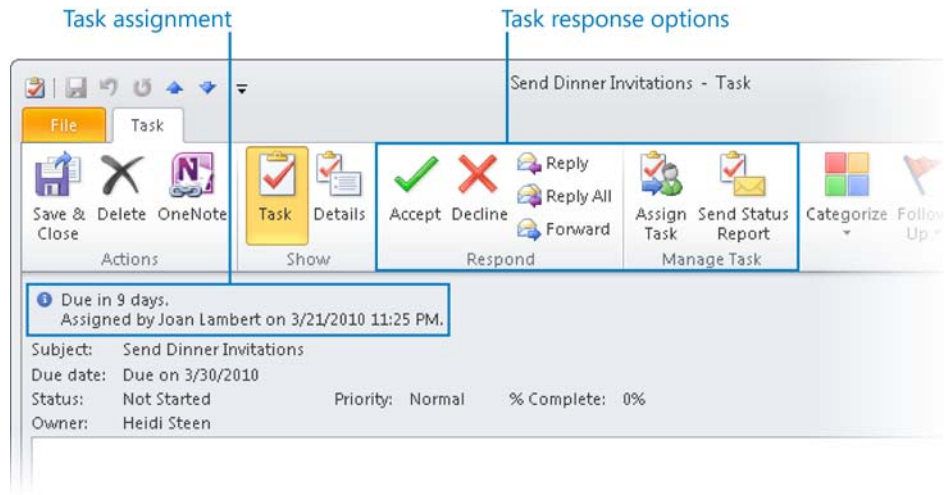 Task assignment
Task response options
Send Dinner Invitations - Task
File
Task
Save & Close
Delete
OneNote
Task
Details
Accept
Decline
Reply
Reply All
Forward
Assign Task
Send Status Report
Categorize
Follow Up
Actions
Show
Respond
Manage Task
Due in 9 days.
Assigned by Joan Lambert on 3/21/2010 11:25 PM.
Subject: Send Dinner Invitations
Due date: Due on 3/30/2010
Status: Not Started Priority: Normal % Complete: 0%
Owner: Heidi Steen